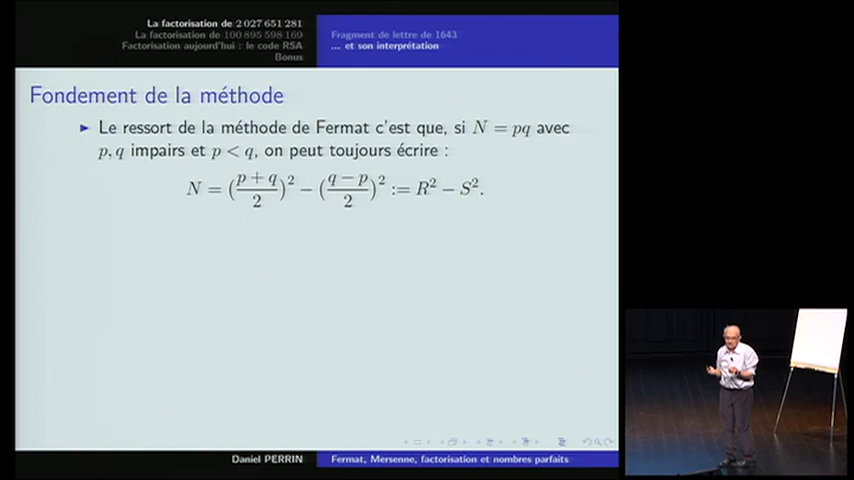 La factorisation de 2 027 651 281
La factorisation de 100 895 598 169
Factorisation aujourd'hui : le code RSA
Bonus
Fragment de lettre de 1643
... et son interprétation
Fondement de la méthode
▶ Le ressort de la méthode de Fermat c'est que, si N = pq avec
p, q impairs et p < q, on peut toujours écrire :
N = (p + q / 2)² − (q − p / 2)² := R² − S².
Daniel PERRIN
Fermat, Mersenne, factorisation et nombres parfaits